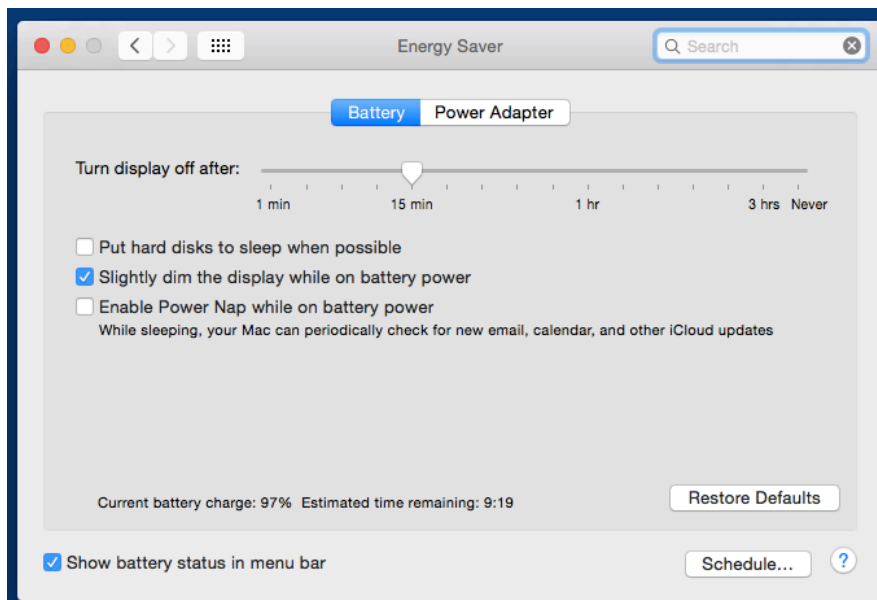 Energy Saver
Search
Battery Power Adapter
Turn display off after:
1 min 15 min 1 hr 3 hrs Never
Put hard disks to sleep when possible
Slightly dim the display while on battery power
Enable Power Nap while on battery power
While sleeping, your Mac can periodically check for new email, calendar, and other iCloud updates
Current battery charge: 97% Estimated time remaining: 9:19
Restore Defaults
Show battery status in menu bar
Schedule... ?